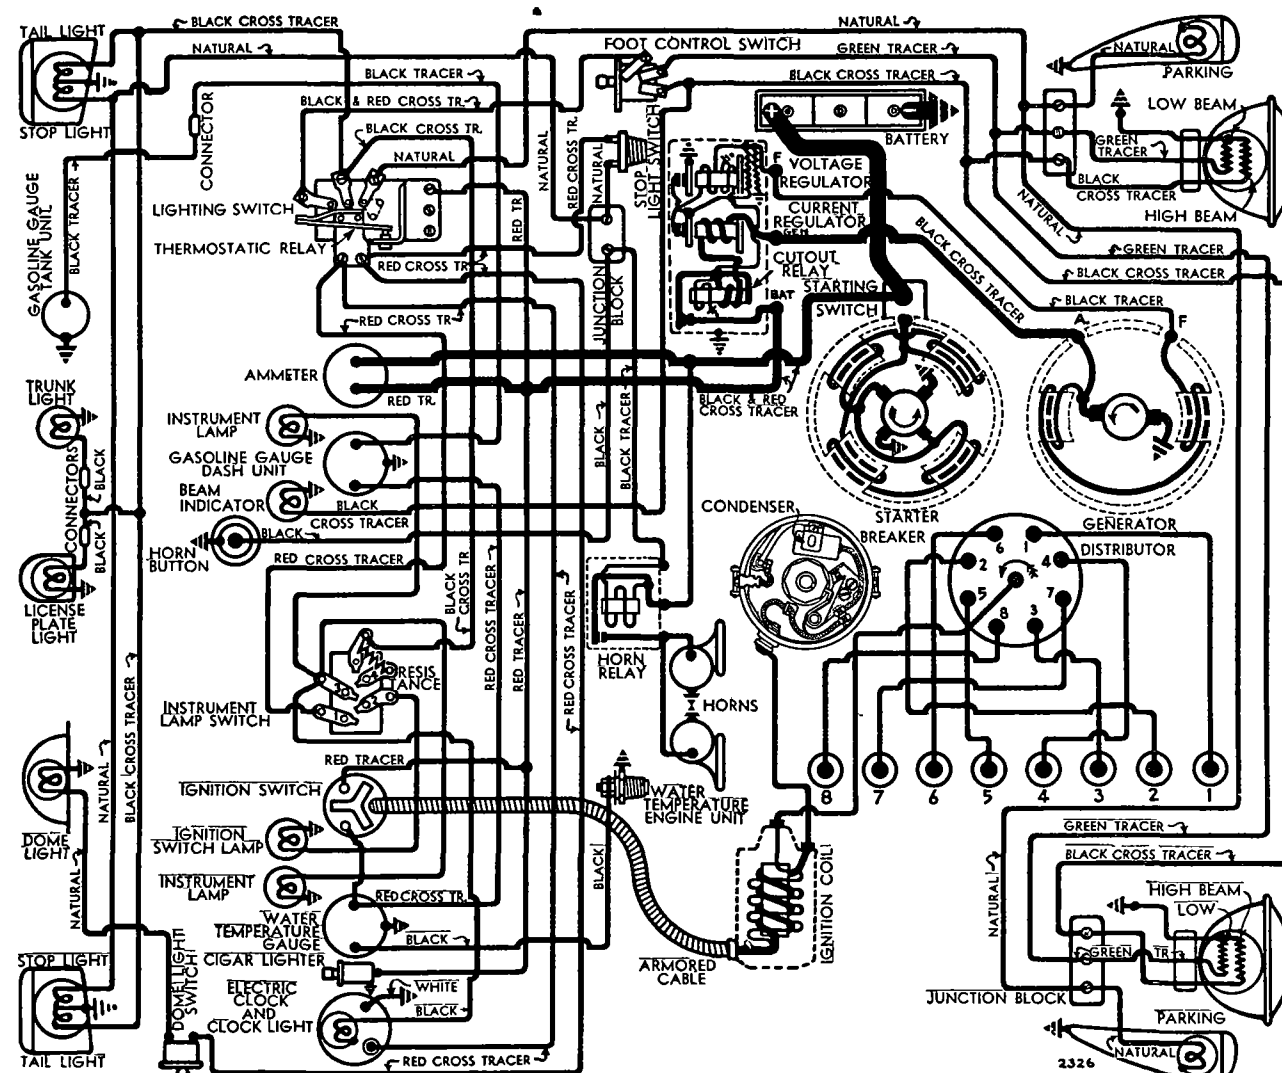 TAIL LIGHT
BLACK CROSS TRACER
NATURAL
BLACK TRACER
BLACK & RED CROSS TR.
BLACK CROSS TR.
NATURAL
STOP LIGHT
CONNECTOR
GASOLINE GAUGE
TANK UNIT
BLACK TRACER
LIGHTING SWITCH
THERMOSTATIC RELAY
RED CROSS TR.
RED CROSS TR.
RED TR.
NATURAL
RED CROSS TR.
NATURAL
FOOT CONTROL SWITCH
STOP
LIGHT SWITCH
JUNCTION
BLOCK
NATURAL
GREEN TRACER
BLACK CROSS TRACER
BATTERY
VOLTAGE
REGULATOR
F
CURRENT
REGULATOR
GEN
CUTOUT
RELAY
BAT
STARTING
SWITCH
NATURAL
PARKING
LOW BEAM
GREEN
TRACER
BLACK
CROSS TRACER
HIGH BEAM
NATURAL
GREEN TRACER
BLACK CROSS TRACER
BLACK CROSS TRACER
BLACK TRACER
A
F
AMMETER
RED TR.
BLACK & RED
CROSS TRACER
TRUNK
LIGHT
CONNECTORS
BLACK
BLACK
LICENSE
PLATE
LIGHT
INSTRUMENT
LAMP
GASOLINE GAUGE
DASH UNIT
BEAM
INDICATOR
BLACK
CROSS TRACER
HORN
BUTTON
BLACK
RED CROSS TRACER
BLACK
BLACK TRACER
STARTER
GENERATOR
CONDENSER
BREAKER
DISTRIBUTOR
6
1
2
4
5
7
8
3
BLACK
CROSS TR.
RED CROSS TRACER
RED TRACER
RED CROSS TRACER
HORN
RELAY
HORNS
RESIS
TANCE
INSTRUMENT
LAMP SWITCH
BLACK CROSS TRACER
NATURAL
DOME
LIGHT
NATURAL
RED TRACER
IGNITION SWITCH
IGNITION
SWITCH LAMP
INSTRUMENT
LAMP
WATER
TEMPERATURE
GAUGE
RED CROSS TR.
BLACK
BLACK
WATER
TEMPERATURE
ENGINE UNIT
8
7
6
5
4
3
2
1
IGNITION COIL
ARMORED
CABLE
CIGAR LIGHTER
ELECTRIC
CLOCK
AND
CLOCK LIGHT
WHITE
BLACK
RED CROSS TRACER
DOME LIGHT
SWITCH
STOP LIGHT
TAIL LIGHT
GREEN TRACER
BLACK CROSS TRACER
NATURAL
HIGH BEAM
LOW
GREEN TR
JUNCTION BLOCK
PARKING
NATURAL
2326